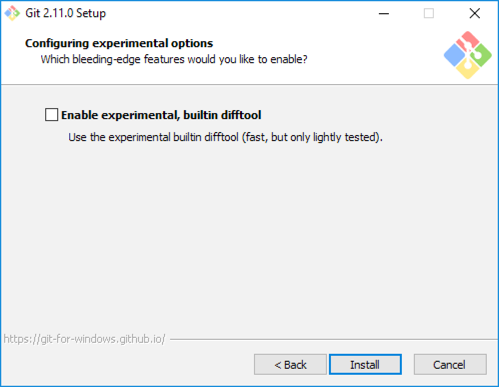 Git 2.11.0 Setup
Configuring experimental options
Which bleeding-edge features would you like to enable?
Enable experimental, builtin difftool
Use the experimental builtin difftool (fast, but only lightly tested).
https://git-for-windows.github.io/
< Back
Install
Cancel